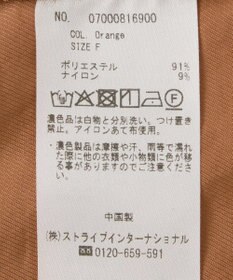 NO. 07000816900
COL. Orange
SIZE F
ポリエステル 91%
ナイロン 9%
濃色品は白物と分別洗い。つけ置き
禁止。アイロンあて布使用。
・濃色製品は摩擦や汗、雨等で濡れ
た際に他の衣類や小物類に色が移
る事がありますのでご注意くださ
い。
中国製
(株)ストライプインターナショナル
☎ 0120-659-591